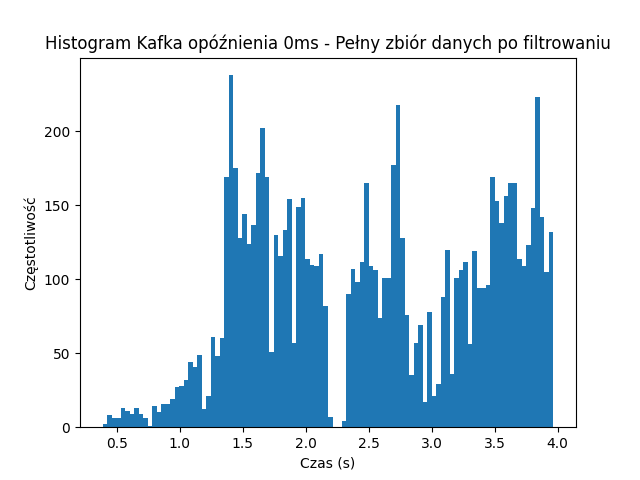 Histogram Kafka opóźnienia 0ms - Pełny zbiór danych po filtrowaniu
Częstotliwość
200
150
100
50
0
0.5 1.0 1.5 2.0 2.5 3.0 3.5 4.0
Czas (s)